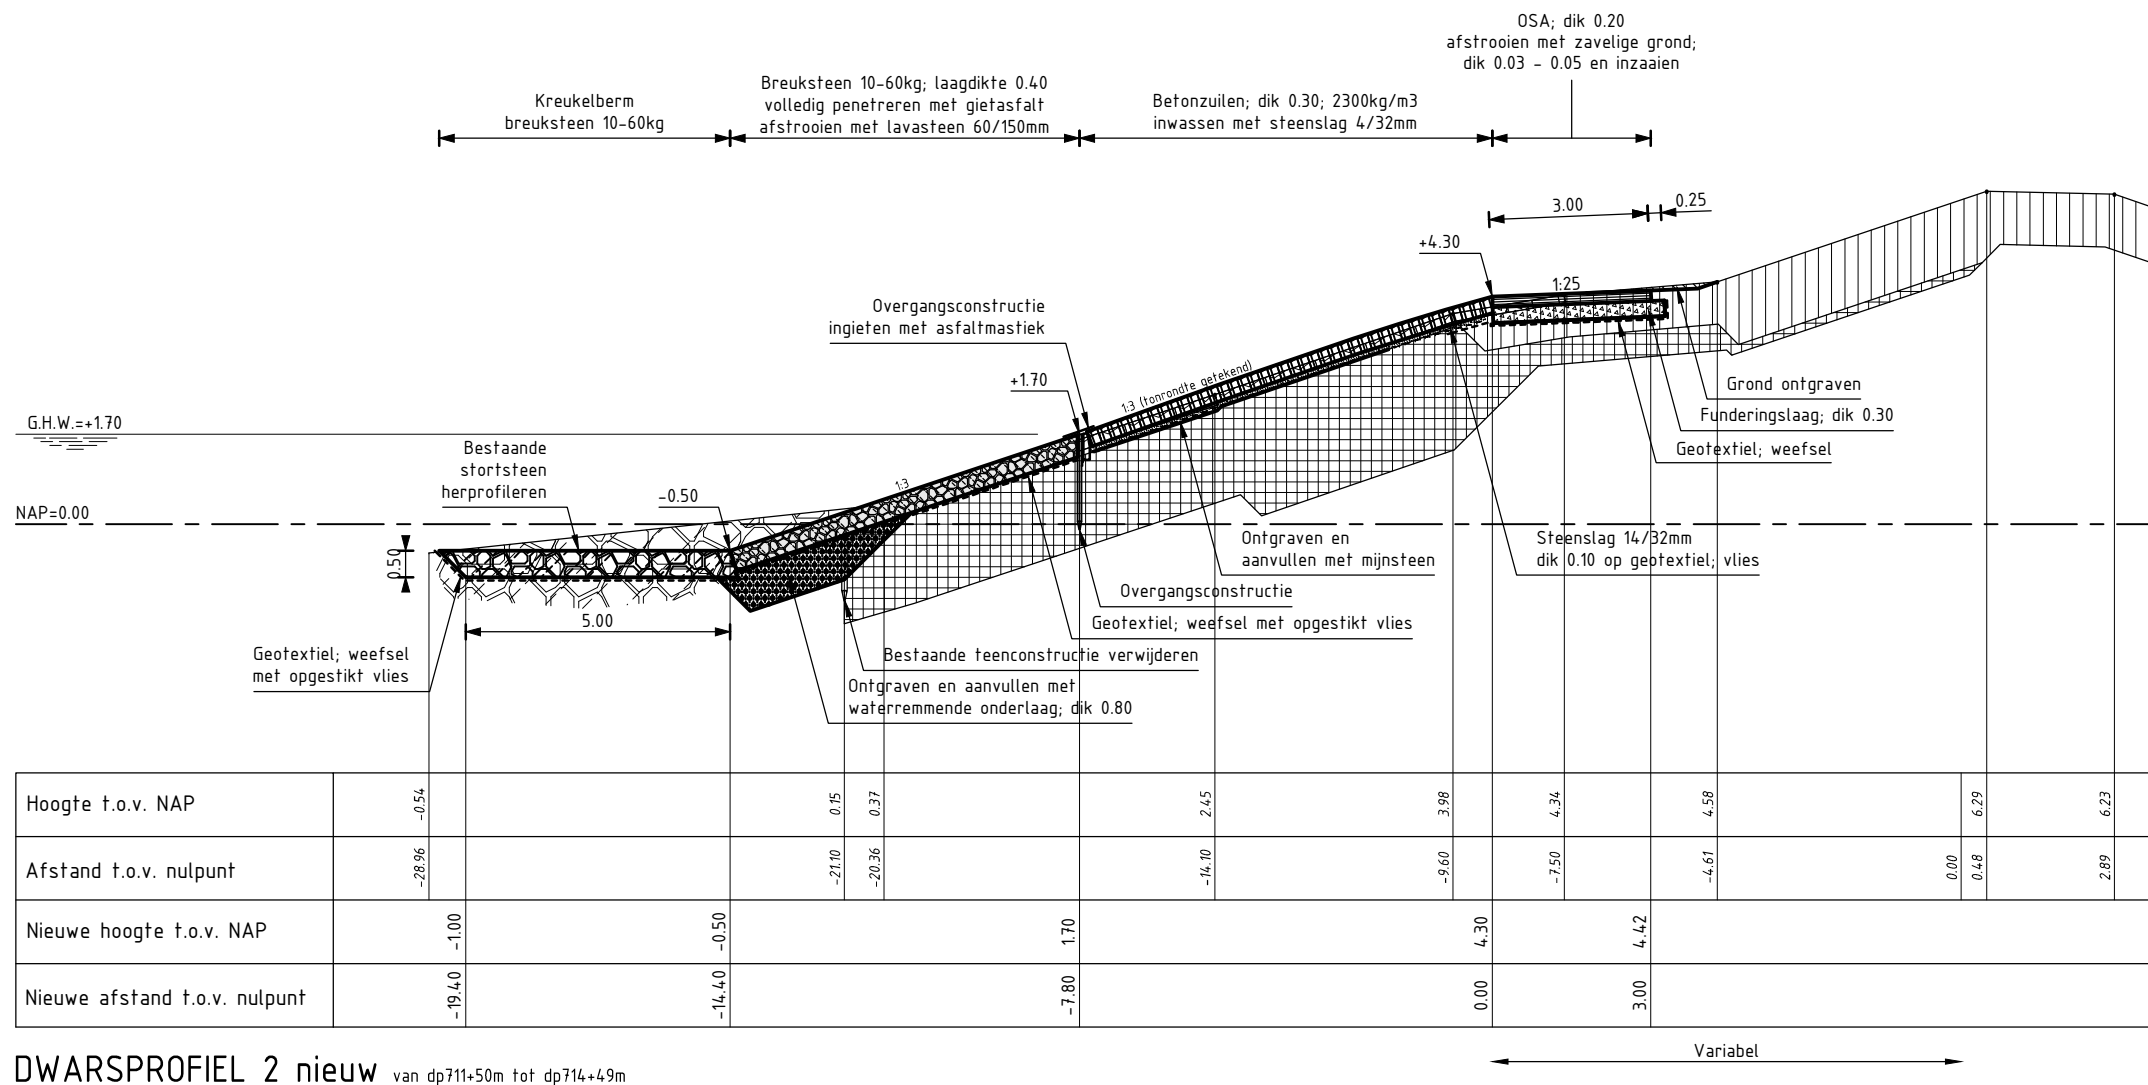 OSA; dik 0.20
afstrooien met zavelige grond;
dik 0.03 - 0.05 en inzaaien
Kreukelberm
breuksteen 10-60kg
Breuksteen 10-60kg; laagdikte 0.40
volledig penetreren met gietasfalt
afstrooien met lavasteen 60/150mm
Betonzuilen; dik 0.30; 2300kg/m3
inwassen met steenslag 4/32mm
3.00
0.25
+4.30
1:25
Overgangsconstructie
ingieten met asfaltmastiek
+1.70
1:3 (tonrondte getekend)
G.H.W.=+1.70
Bestaande
stortsteen
herprofileren
-0.50
1:3
NAP=0.00
0.50
5.00
Grond ontgraven
Funderingslaag; dik 0.30
Geotextiel; weefsel
Steenslag 14/32mm
dik 0.10 op geotextiel; vlies
Ontgraven en
aanvullen met mijnsteen
Overgangsconstructie
Geotextiel; weefsel met opgestikt vlies
Bestaande teenconstructie verwijderen
Ontgraven en aanvullen met
waterremmende onderlaag; dik 0.80
Geotextiel; weefsel
met opgestikt vlies
Hoogte t.o.v. NAP -0.54 0.15 0.37 2.45 3.98 4.34 4.58 6.29 6.23
Afstand t.o.v. nulpunt -28.96 -21.10 -20.36 -14.10 -9.60 -7.50 -4.61 0.00 0.48 2.89
Nieuwe hoogte t.o.v. NAP -1.00 -0.50 1.70 4.30 4.42
Nieuwe afstand t.o.v. nulpunt -19.40 -14.40 -7.80 0.00 3.00
Variabel
DWARSPROFIEL 2 nieuw van dp711+50m tot dp714+49m